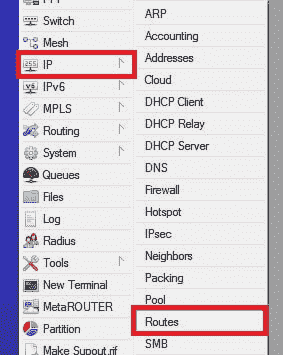 Switch
Mesh
IP
IPv6
MPLS
Routing
System
Queues
Files
Log
Radius
Tools
New Terminal
MetaROUTER
Partition
Make Supout.rif
ARP
Accounting
Addresses
Cloud
DHCP Client
DHCP Relay
DHCP Server
DNS
Firewall
Hotspot
IPsec
Neighbors
Packing
Pool
Routes
SMB